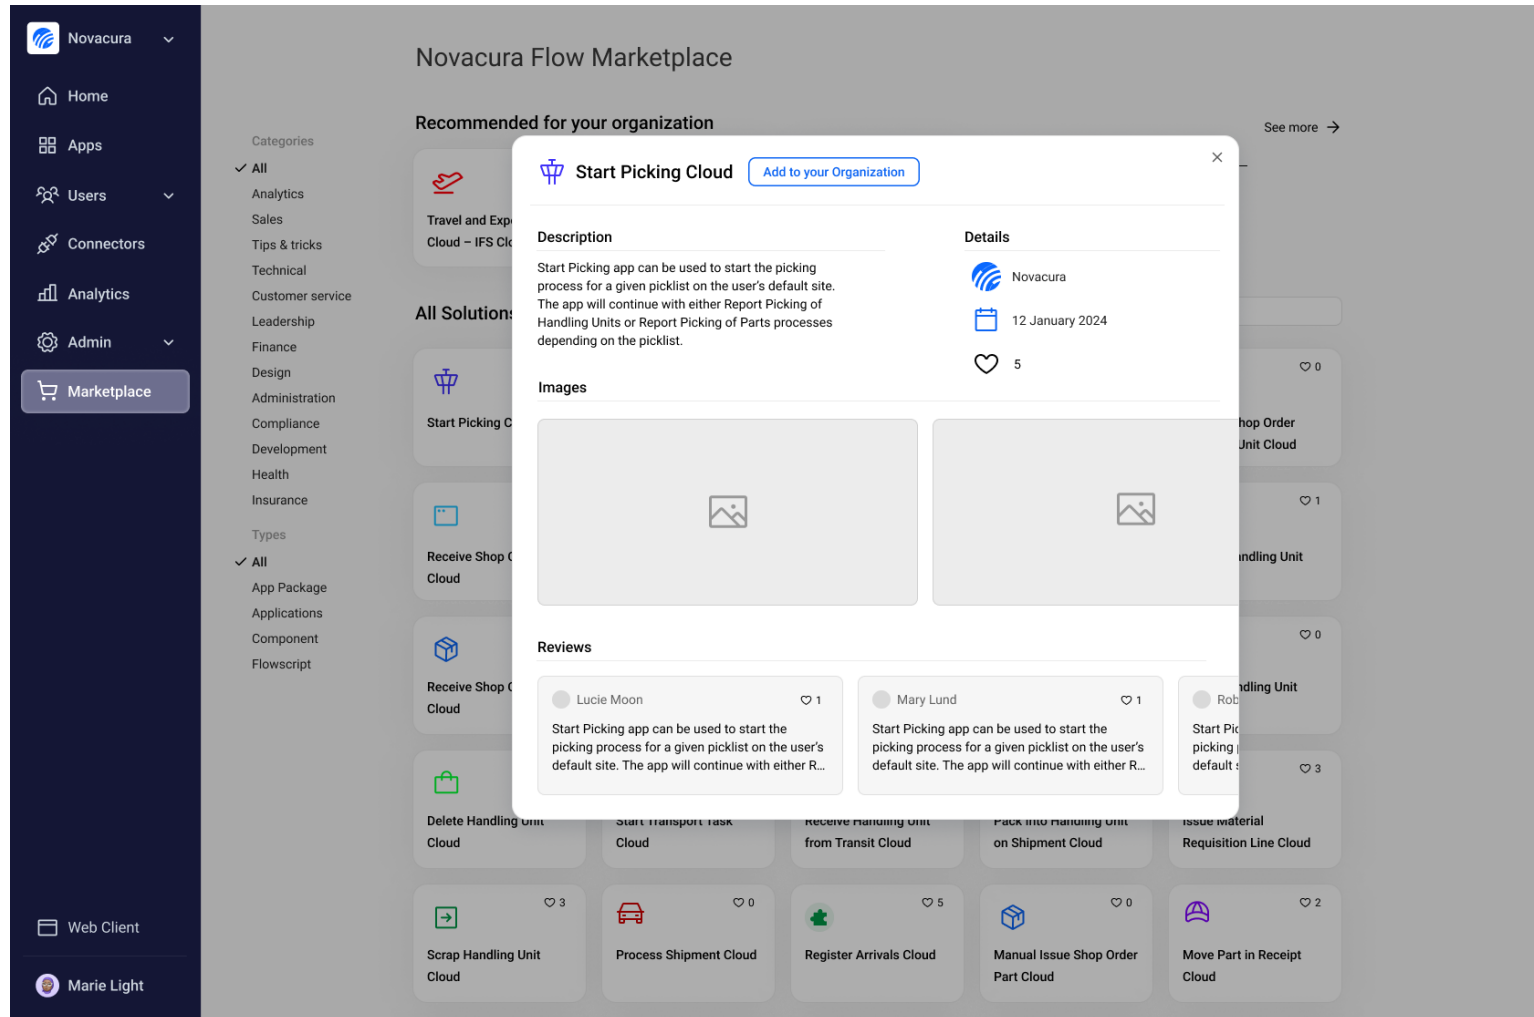 Novacura
Home
Apps
Users
Connectors
Analytics
Admin
Marketplace
Web Client
Marie Light
Novacura Flow Marketplace
Recommended for your organization
See more
Categories
All
Analytics
Sales
Tips & tricks
Technical
Customer service
Leadership
Finance
Design
Administration
Compliance
Development
Health
Insurance
Types
All
App Package
Applications
Component
Flowscript
Travel and Exp
Cloud – IFS Clo
All Solutions
Start Picking C
0
hop Order
Unit Cloud
Receive Shop O
Cloud
1
andling Unit
Receive Shop O
Cloud
0
ndling Unit
3
Delete Handling Unit
Cloud
Start Transport Task
Cloud
Receive Handling Unit
from Transit Cloud
Pack into Handling Unit
on Shipment Cloud
Issue Material
Requisition Line Cloud
3
Scrap Handling Unit
Cloud
0
Process Shipment Cloud
5
Register Arrivals Cloud
0
Manual Issue Shop Order
Part Cloud
2
Move Part in Receipt
Cloud
Start Picking Cloud
Add to your Organization
Description
Start Picking app can be used to start the picking
process for a given picklist on the user's default site.
The app will continue with either Report Picking of
Handling Units or Report Picking of Parts processes
depending on the picklist.
Details
Novacura
12 January 2024
5
Images
Reviews
Lucie Moon
1
Start Picking app can be used to start the
picking process for a given picklist on the user's
default site. The app will continue with either R...
Mary Lund
1
Start Picking app can be used to start the
picking process for a given picklist on the user's
default site. The app will continue with either R...
Rob
Start Pic
picking
default s